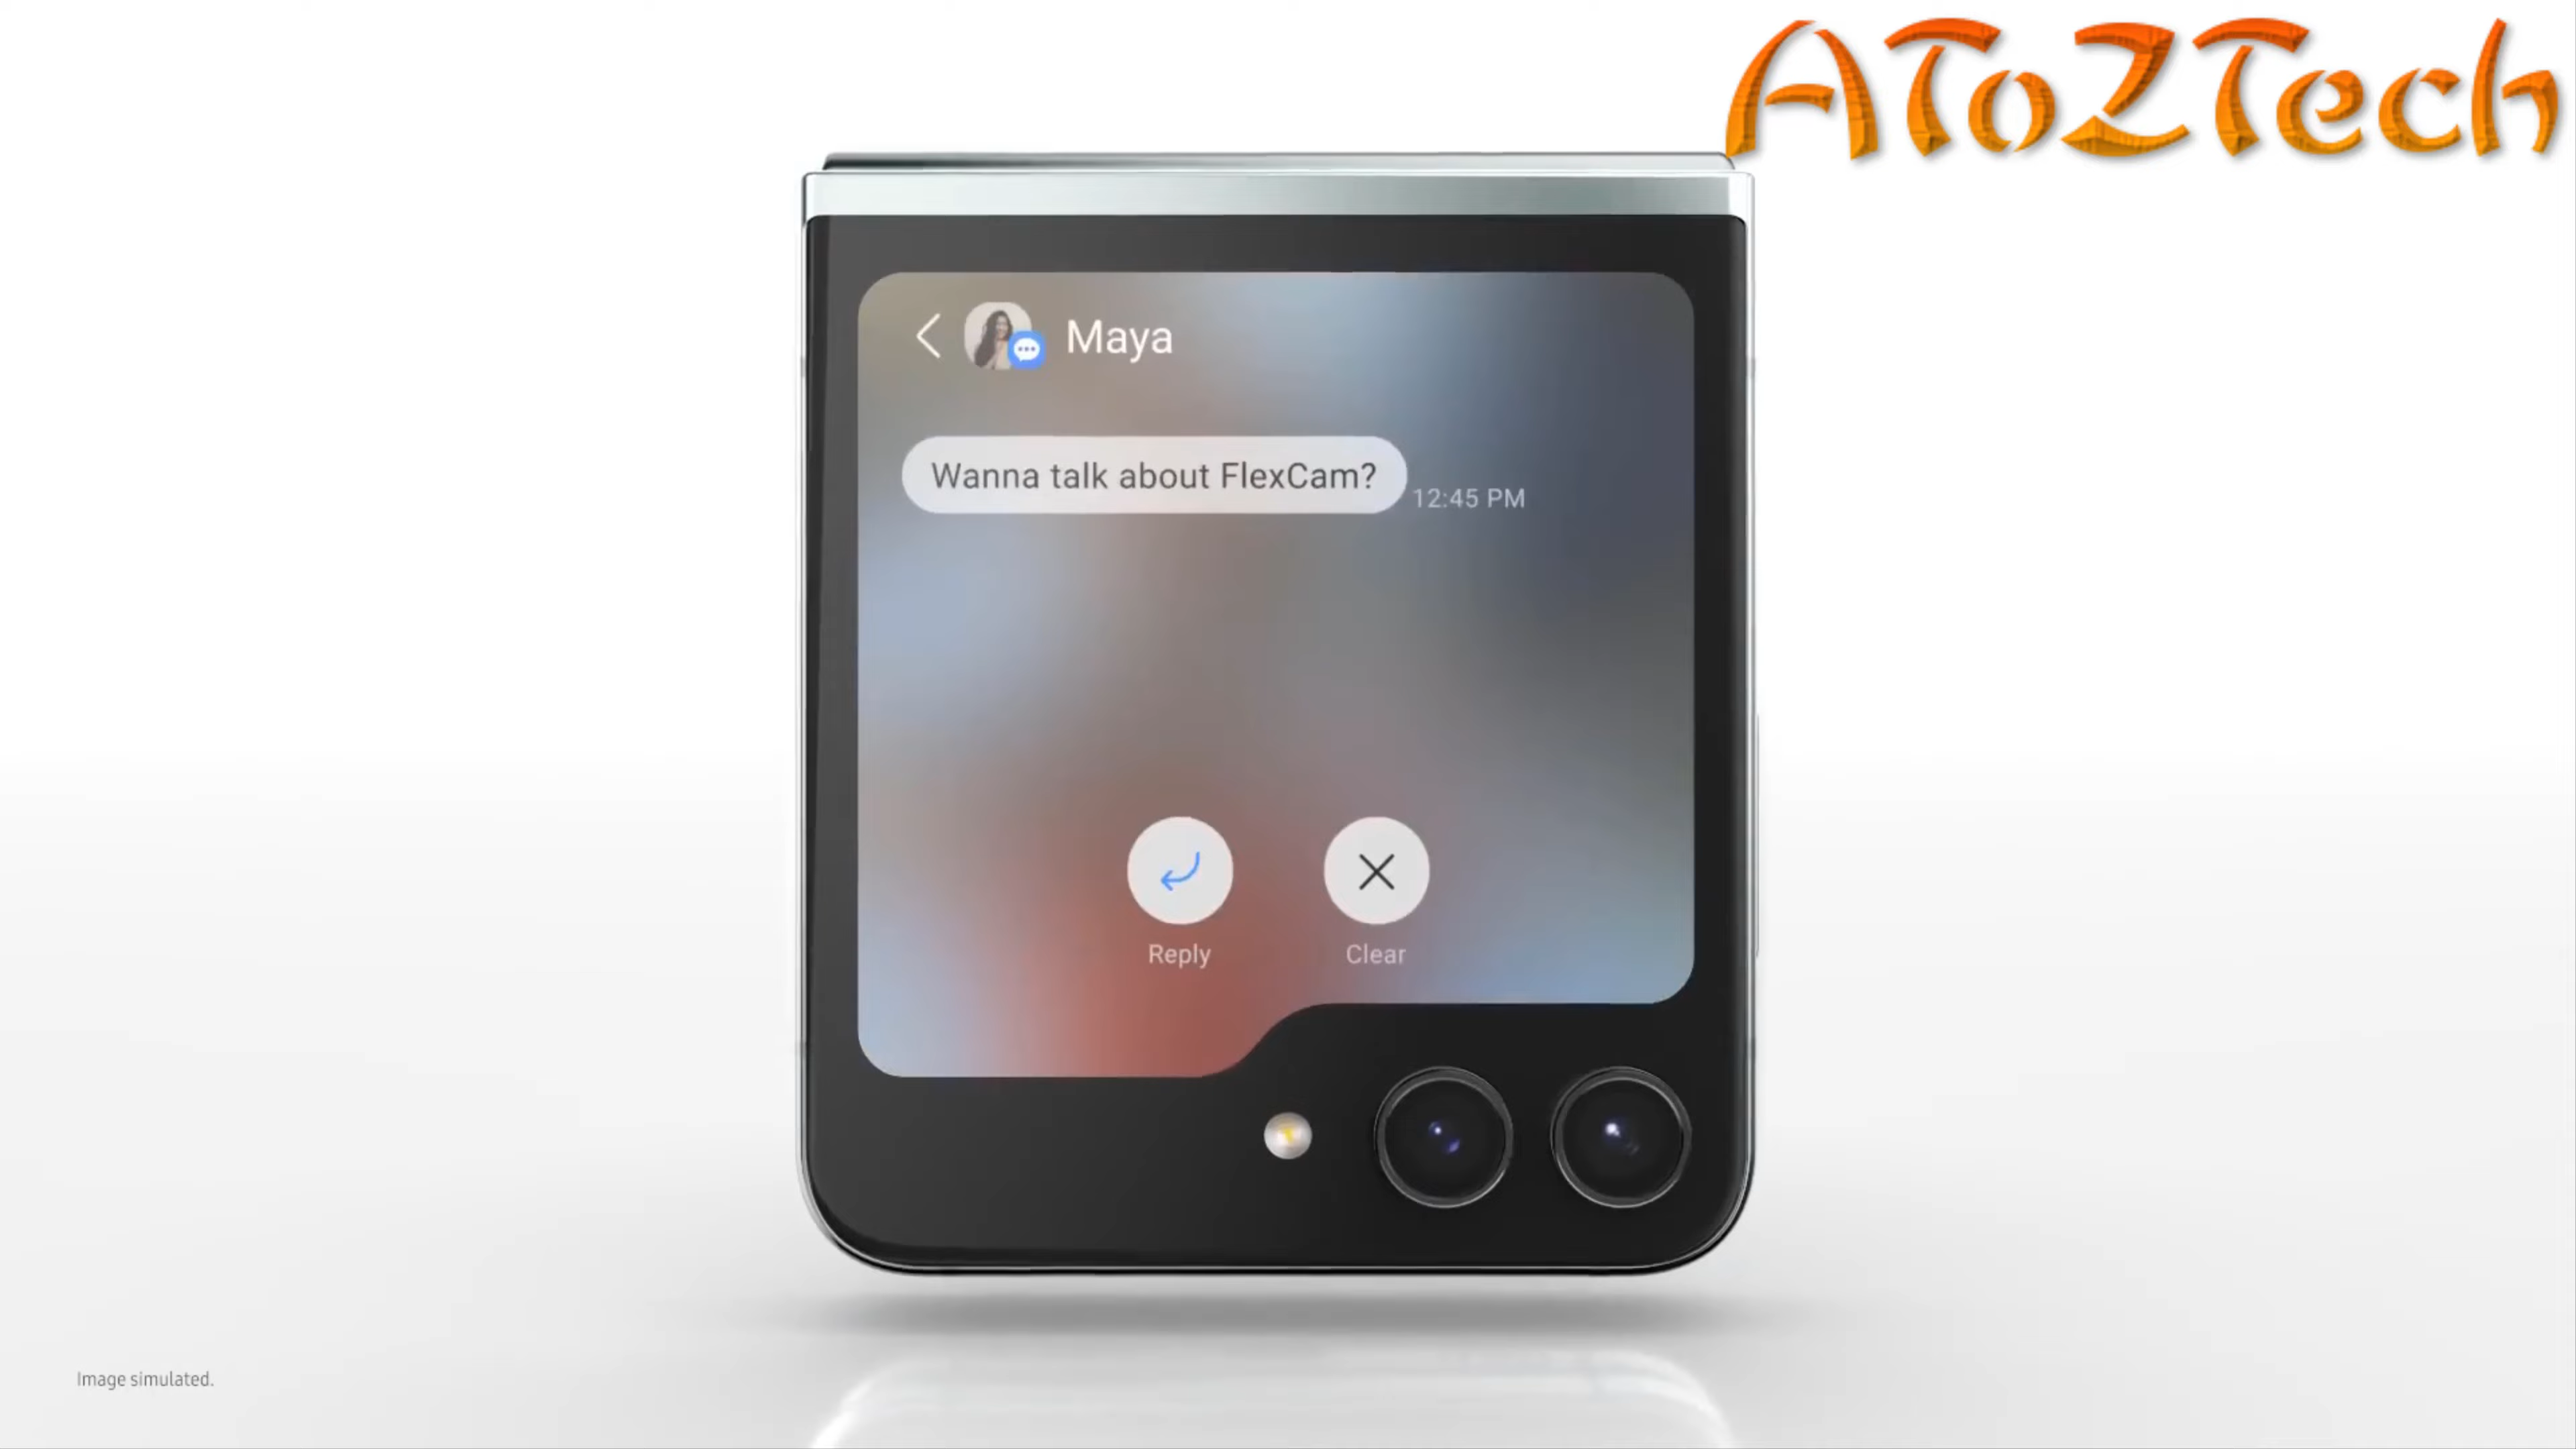 AToZTech
Maya
Wanna talk about FlexCam?
12:45 PM
Reply
Clear
Image simulated.